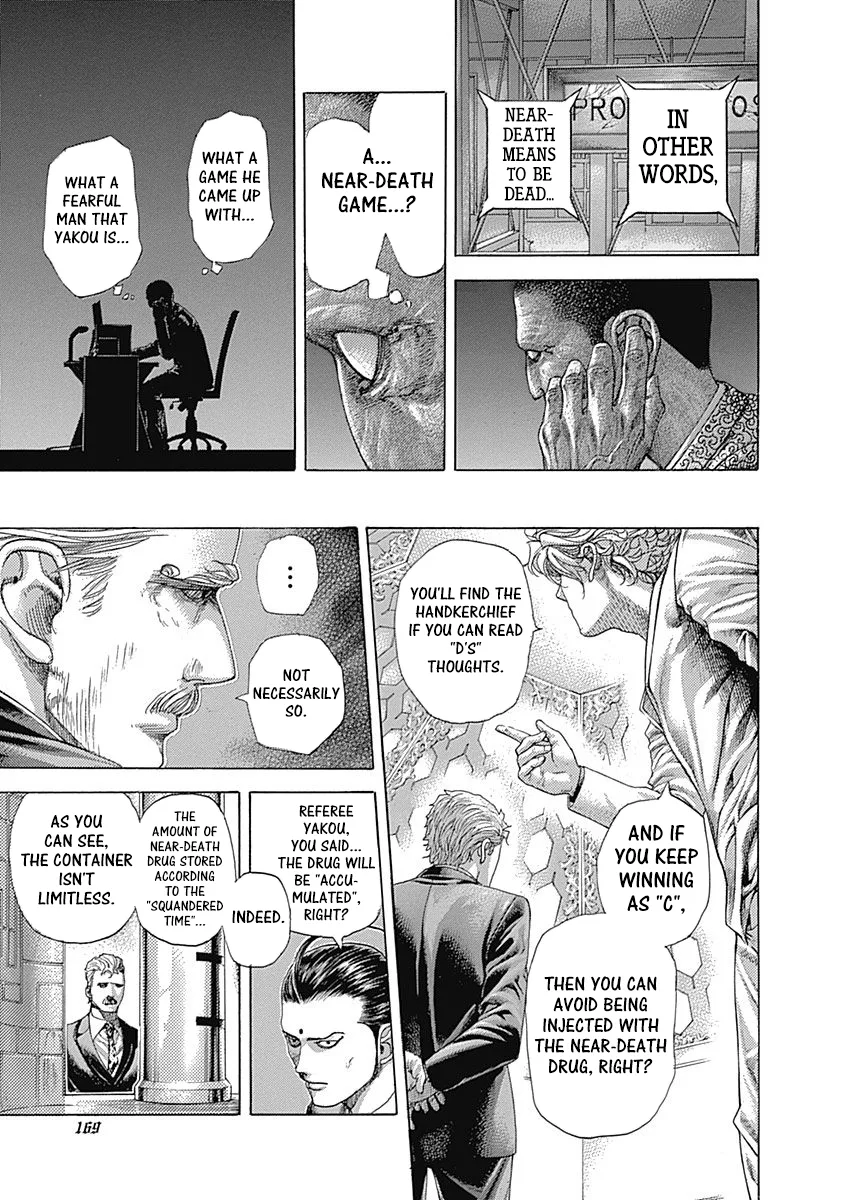 IN
OTHER
WORDS,
NEAR-
DEATH
MEANS
TO BE
DEAD...
PRO
OS
A...
NEAR-DEATH
GAME...?
WHAT A
GAME HE
CAME UP
WITH...
WHAT A
FEARFUL
MAN THAT
YAKOU IS...
YOU'LL FIND THE
HANDKERCHIEF
IF YOU CAN READ
"D'S"
THOUGHTS.
AND IF
YOU KEEP
WINNING
AS "C",
THEN YOU CAN
AVOID BEING
INJECTED WITH
THE NEAR-DEATH
DRUG, RIGHT?
...
NOT
NECESSARILY
SO.
REFEREE
YAKOU,
YOU SAID...
THE DRUG WILL
BE "ACCU-
MULATED",
RIGHT?
INDEED.
THE
AMOUNT OF
NEAR-DEATH
DRUG STORED
ACCORDING
TO THE
"SQUANDERED
TIME"...
AS YOU
CAN SEE,
THE CONTAINER
ISN'T
LIMITLESS.
169